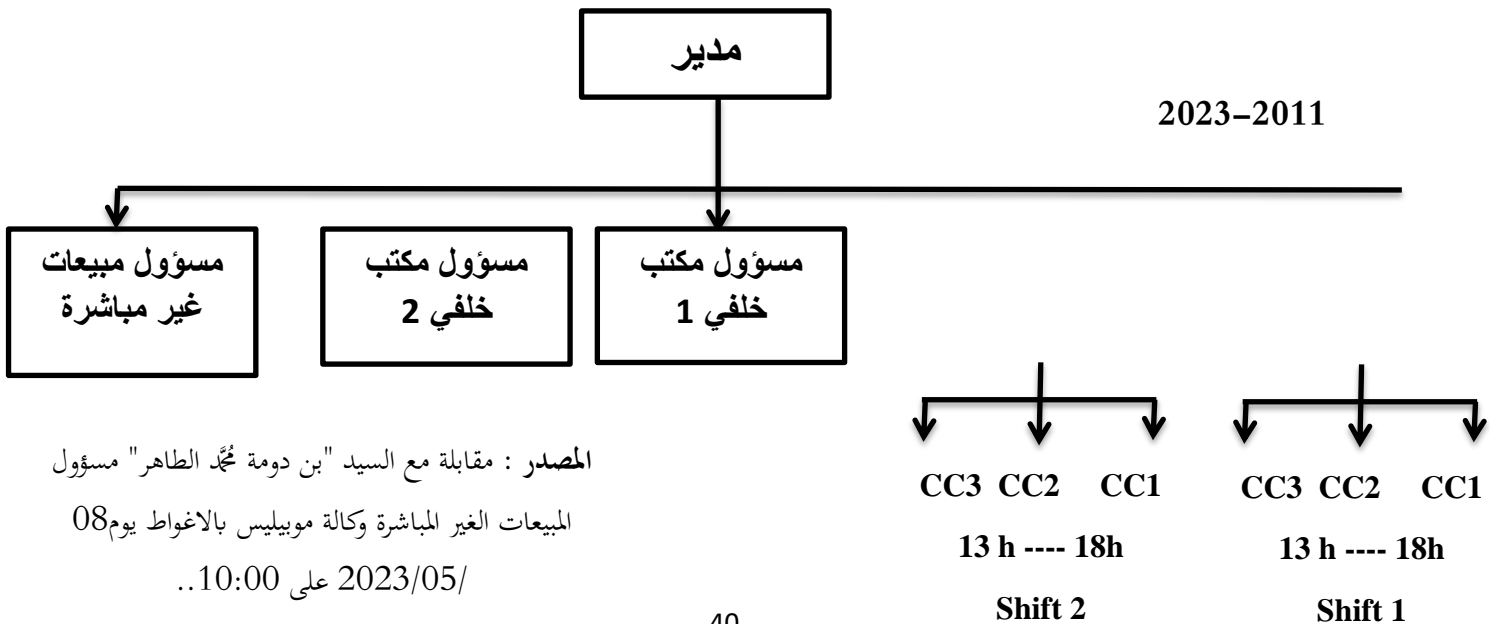 مدير
2023–2011
مسؤول مكتب
خلفي 1
مسؤول مكتب
خلفي 2
مسؤول مبيعات
غير مباشرة
CC3 CC2 CC1
13 h ---- 18h
Shift 1
CC3 CC2 CC1
13 h ---- 18h
Shift 2
المصدر : مقابلة مع السيد "بن دومة مُحَّد الطاهر" مسؤول
المبيعات الغير المباشرة وكالة موبيليس بالاغواط يوم08
/2023/05 على 10:00..